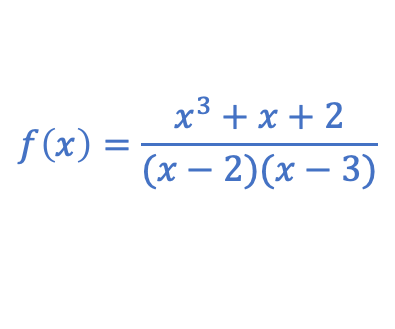 f(x) = (x³ + x + 2) / ((x − 2)(x − 3))